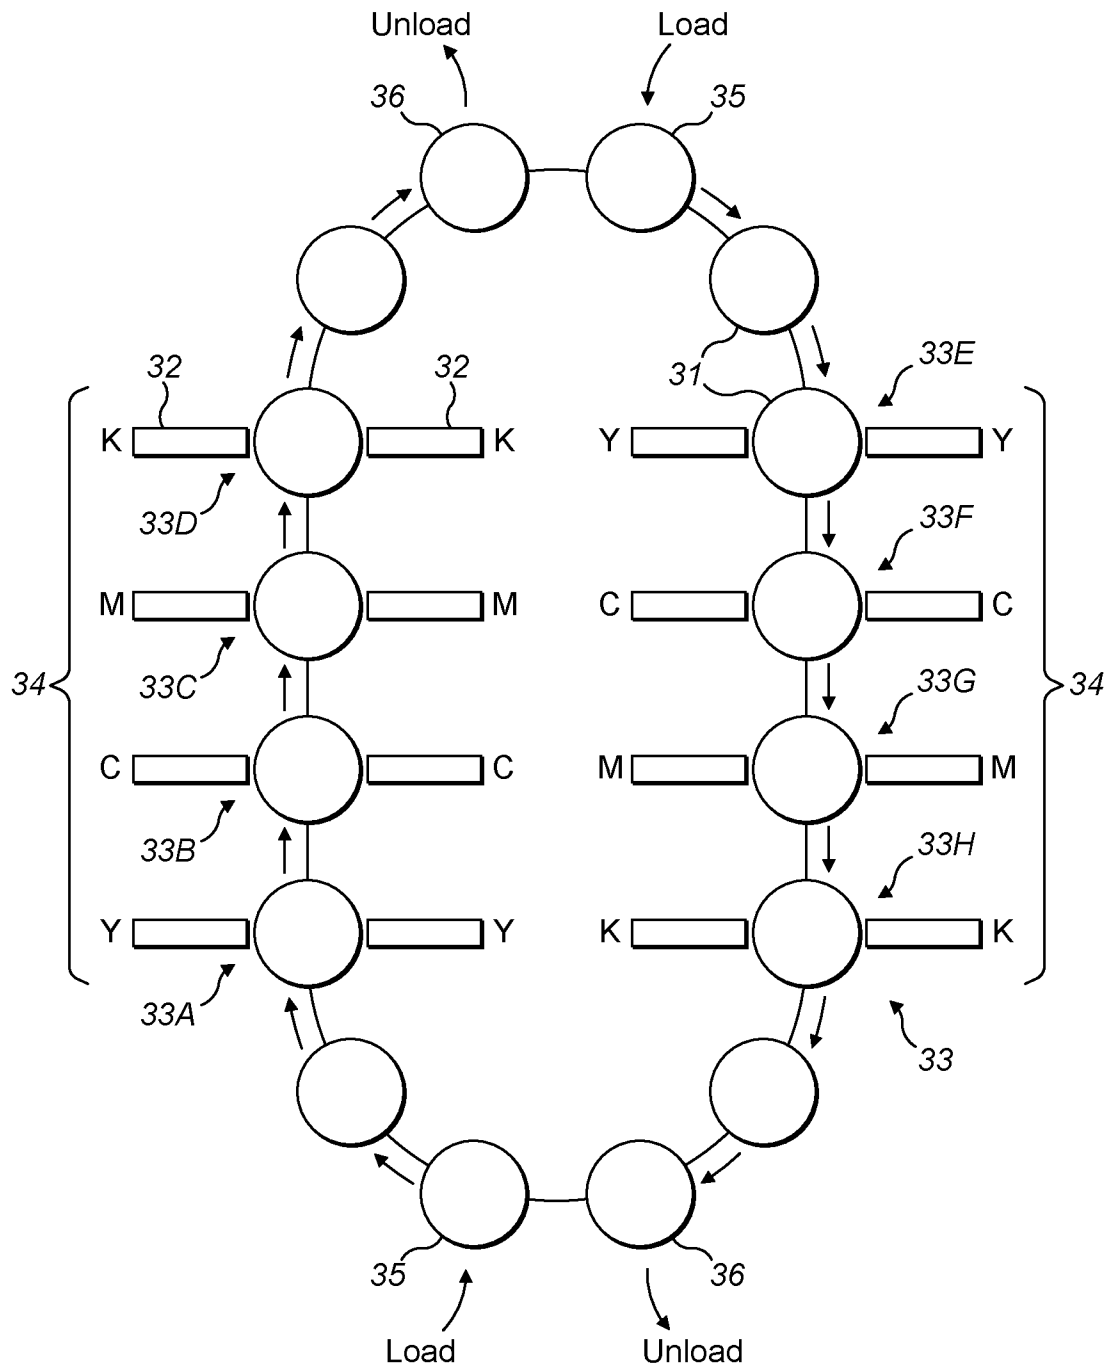 Unload Load
36 35
32 32 31 33E
K K Y Y
33D 33F
M M C C
34 33C 33G 34
C C M M
33B 33H
Y Y K K
33A 33
35 36
Load Unload